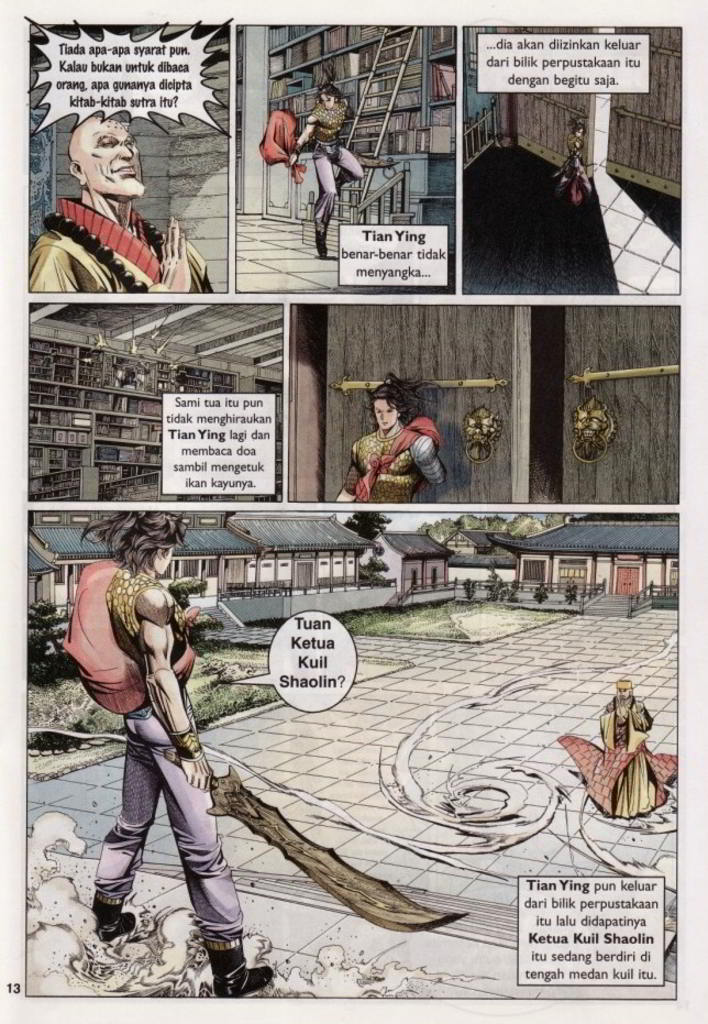 Tiada apa-apa syarat pun.
Kalau bukan untuk dibaca
orang, apa gunanya dicipta
kitab-kitab sutra itu?
Tian Ying
benar-benar tidak
menyangka...
...dia akan diizinkan keluar
dari bilik perpustakaan itu
dengan begitu saja.
Sami tua itu pun
tidak menghiraukan
Tian Ying lagi dan
membaca doa
sambil mengetuk
ikan kayunya.
Tuan
Ketua
Kuil
Shaolin?
Tian Ying pun keluar
dari bilik perpustakaan
itu lalu didapatinya
Ketua Kuil Shaolin
itu sedang berdiri di
tengah medan kuil itu.
13